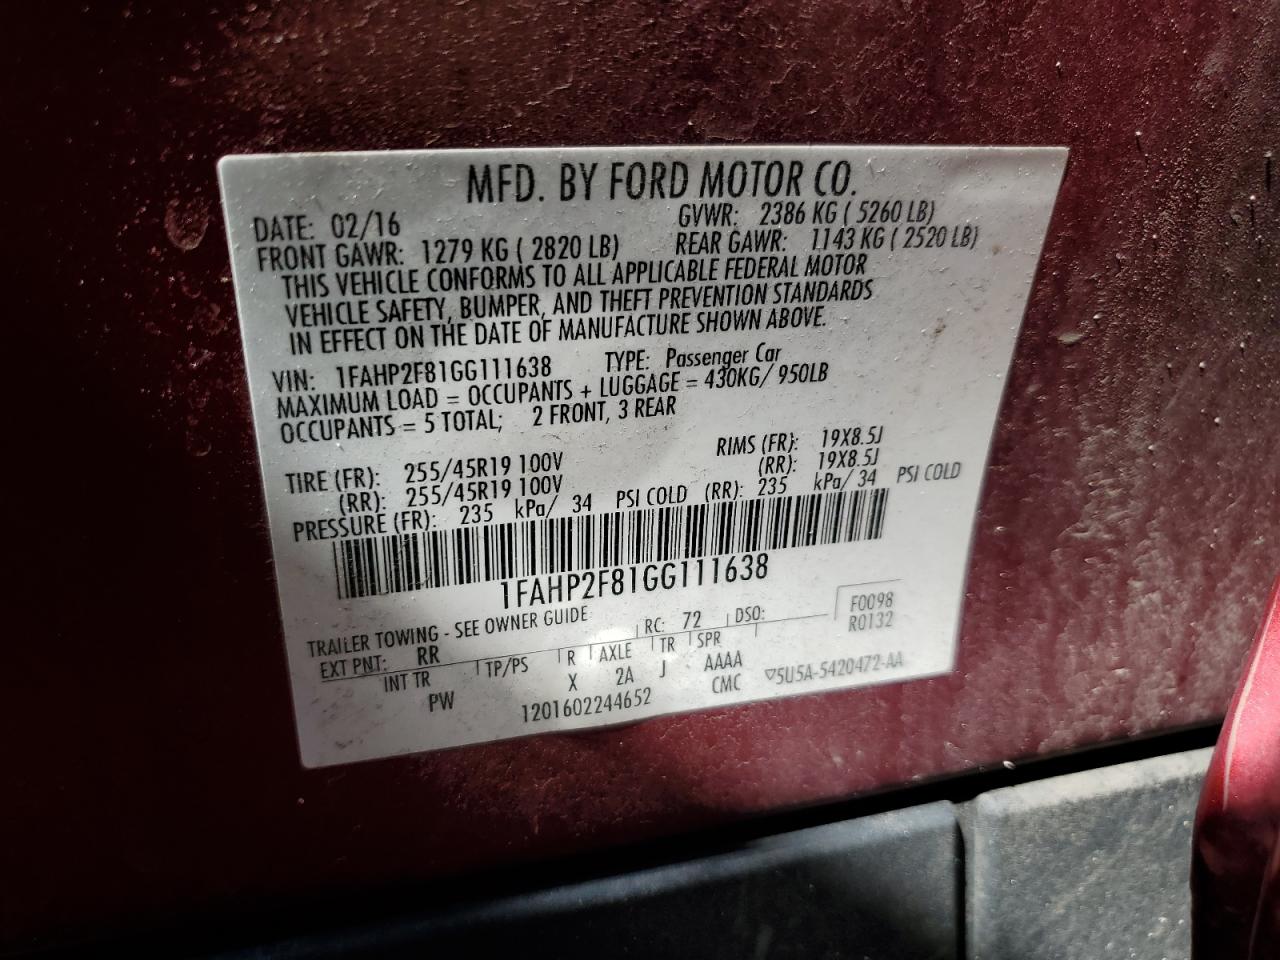 MFD. BY FORD MOTOR CO.
DATE: 02/16 GVWR: 2386 KG ( 5260 LB)
FRONT GAWR: 1279 KG ( 2820 LB) REAR GAWR: 1143 KG ( 2520 LB)
THIS VEHICLE CONFORMS TO ALL APPLICABLE FEDERAL MOTOR
VEHICLE SAFETY, BUMPER, AND THEFT PREVENTION STANDARDS
IN EFFECT ON THE DATE OF MANUFACTURE SHOWN ABOVE.
VIN: 1FAHP2F81GG111638 TYPE: Passenger Car
MAXIMUM LOAD = OCCUPANTS + LUGGAGE = 430KG/ 950LB
OCCUPANTS = 5 TOTAL; 2 FRONT, 3 REAR
TIRE (FR): 255/45R19 100V RIMS (FR): 19X8.5J
(RR): 255/45R19 100V (RR): 19X8.5J
PRESSURE (FR): 235 kPa/ 34 PSI COLD (RR): 235 kPa/ 34 PSI COLD
1FAHP2F81GG111638
TRAILER TOWING - SEE OWNER GUIDE
EXT PNT: RR RC: 72 DSO: F0098
R0132
INT TR TP/PS R AXLE TR SPR
PW X 2A J AAAA
CMC ▽5U5A-5420472-AA
1201602244652